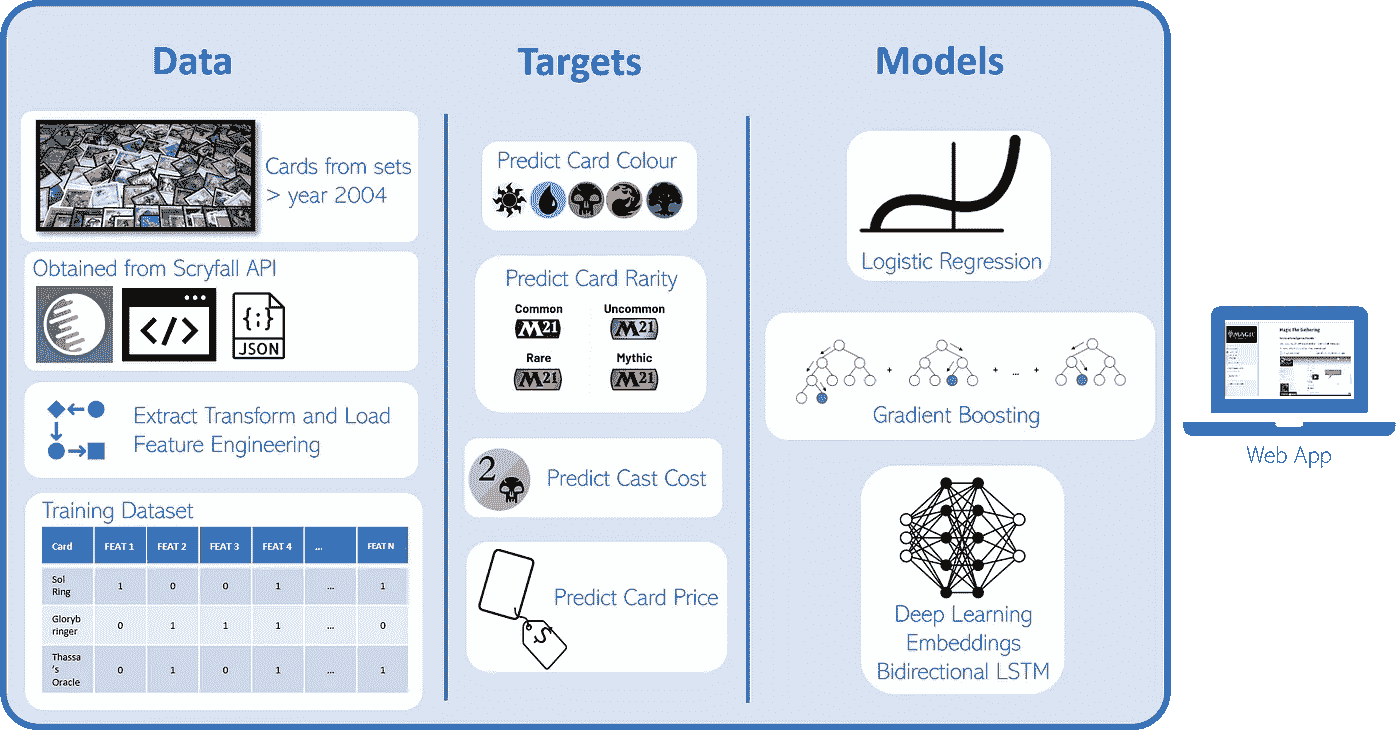 Data
Cards from sets
> year 2004
Obtained from Scryfall API
</>
{;}
JSON
Extract Transform and Load
Feature Engineering
Training Dataset
Card FEAT 1 FEAT 2 FEAT 3 FEAT 4 ... FEAT N
Sol
Ring
1 0 0 1 ... 1
Gloryb
ringer
0 1 1 1 ... 0
Thassa
's
Oracle
0 1 0 1 ... 1
Targets
Predict Card Colour
Predict Card Rarity
Common Uncommon
M21 M21
Rare Mythic
M21 M21
2
Predict Cast Cost
$
Predict Card Price
Models
Logistic Regression
+ + ... +
Gradient Boosting
Deep Learning
Embeddings
Bidirectional LSTM
MAGIC
Magic The Gathering
Web App